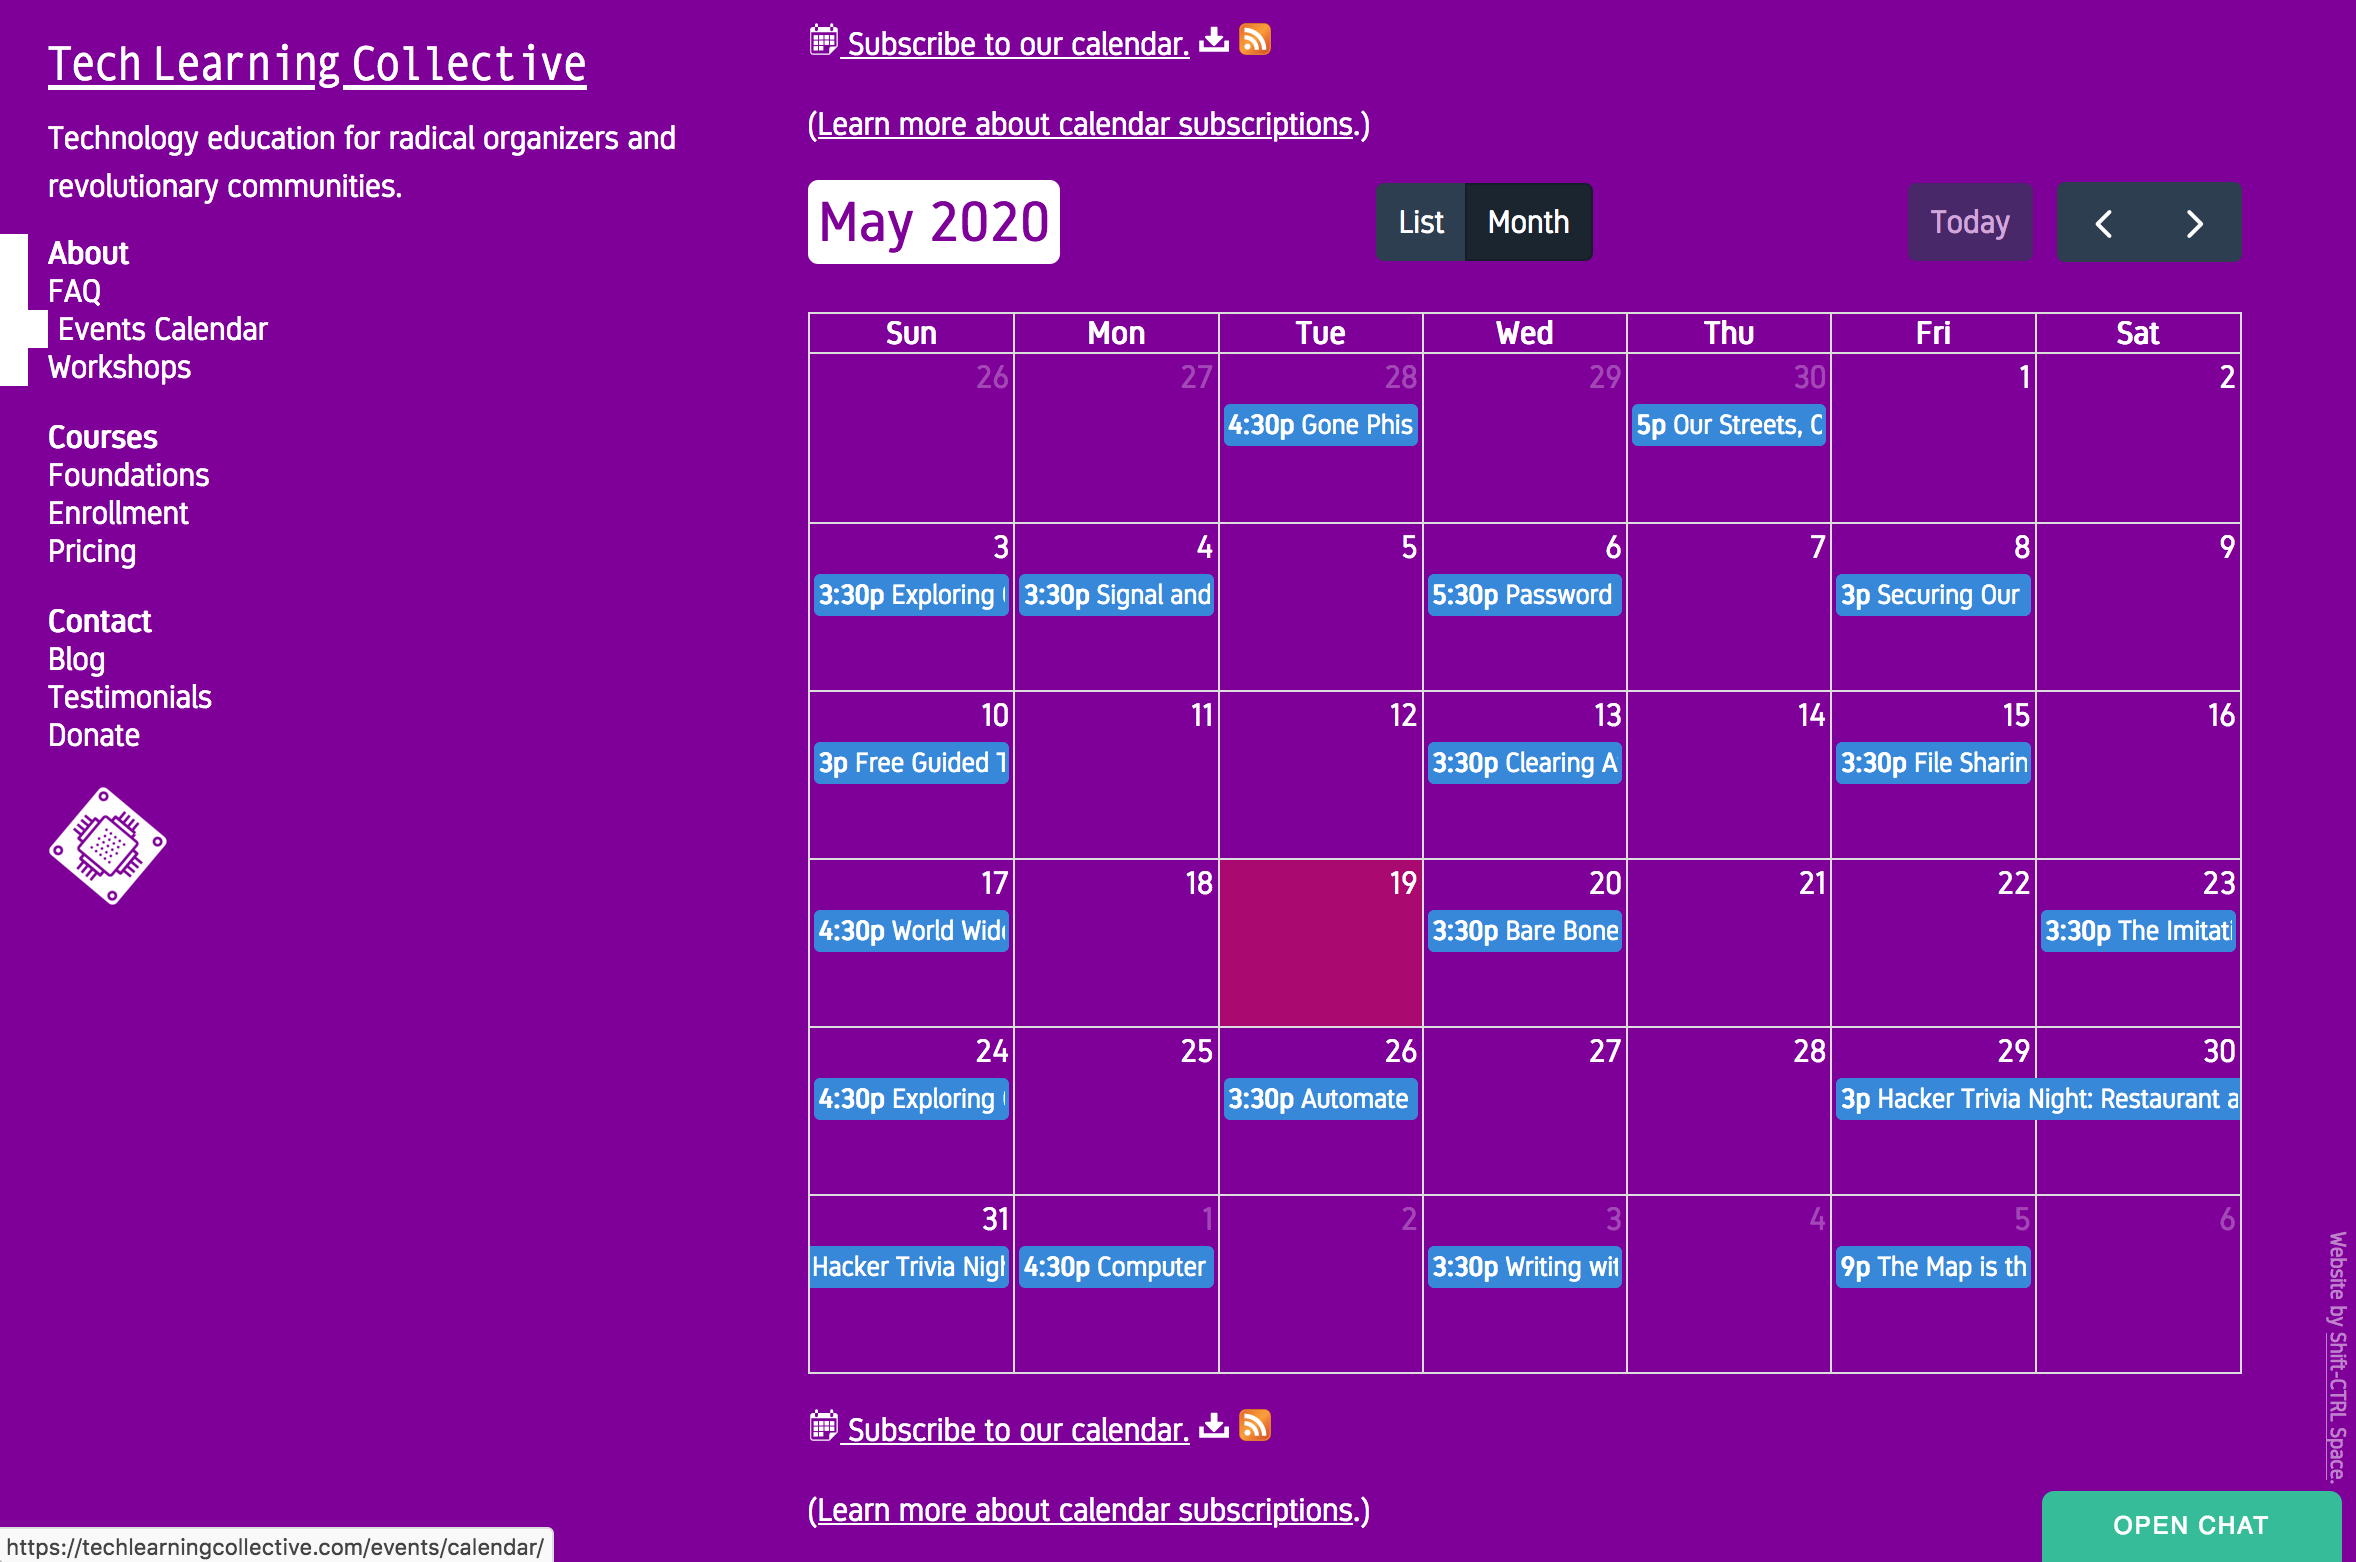 Tech Learning Collective
Technology education for radical organizers and
revolutionary communities.
About
FAQ
Events Calendar
Workshops
Courses
Foundations
Enrollment
Pricing
Contact
Blog
Testimonials
Donate
Subscribe to our calendar.
(Learn more about calendar subscriptions.)
May 2020
List Month
Today
Sun Mon Tue Wed Thu Fri Sat
26 27 28 29 30 1 2
4:30p Gone Phis
5p Our Streets,
3 4 5 6 7 8 9
3:30p Exploring
3:30p Signal and
5:30p Password
3p Securing Our
10 11 12 13 14 15 16
3p Free Guided T
3:30p Clearing A
3:30p File Sharin
17 18 19 20 21 22 23
4:30p World Wide
3:30p Bare Bone
3:30p The Imitati
24 25 26 27 28 29 30
4:30p Exploring
3:30p Automate
3p Hacker Trivia Night: Restaurant a
31 1 2 3 4 5 6
Hacker Trivia Nigh
4:30p Computer
3:30p Writing wit
9p The Map is th
Subscribe to our calendar.
(Learn more about calendar subscriptions.)
Website by Shift-CTRL Space.
OPEN CHAT
https://techlearningcollective.com/events/calendar/